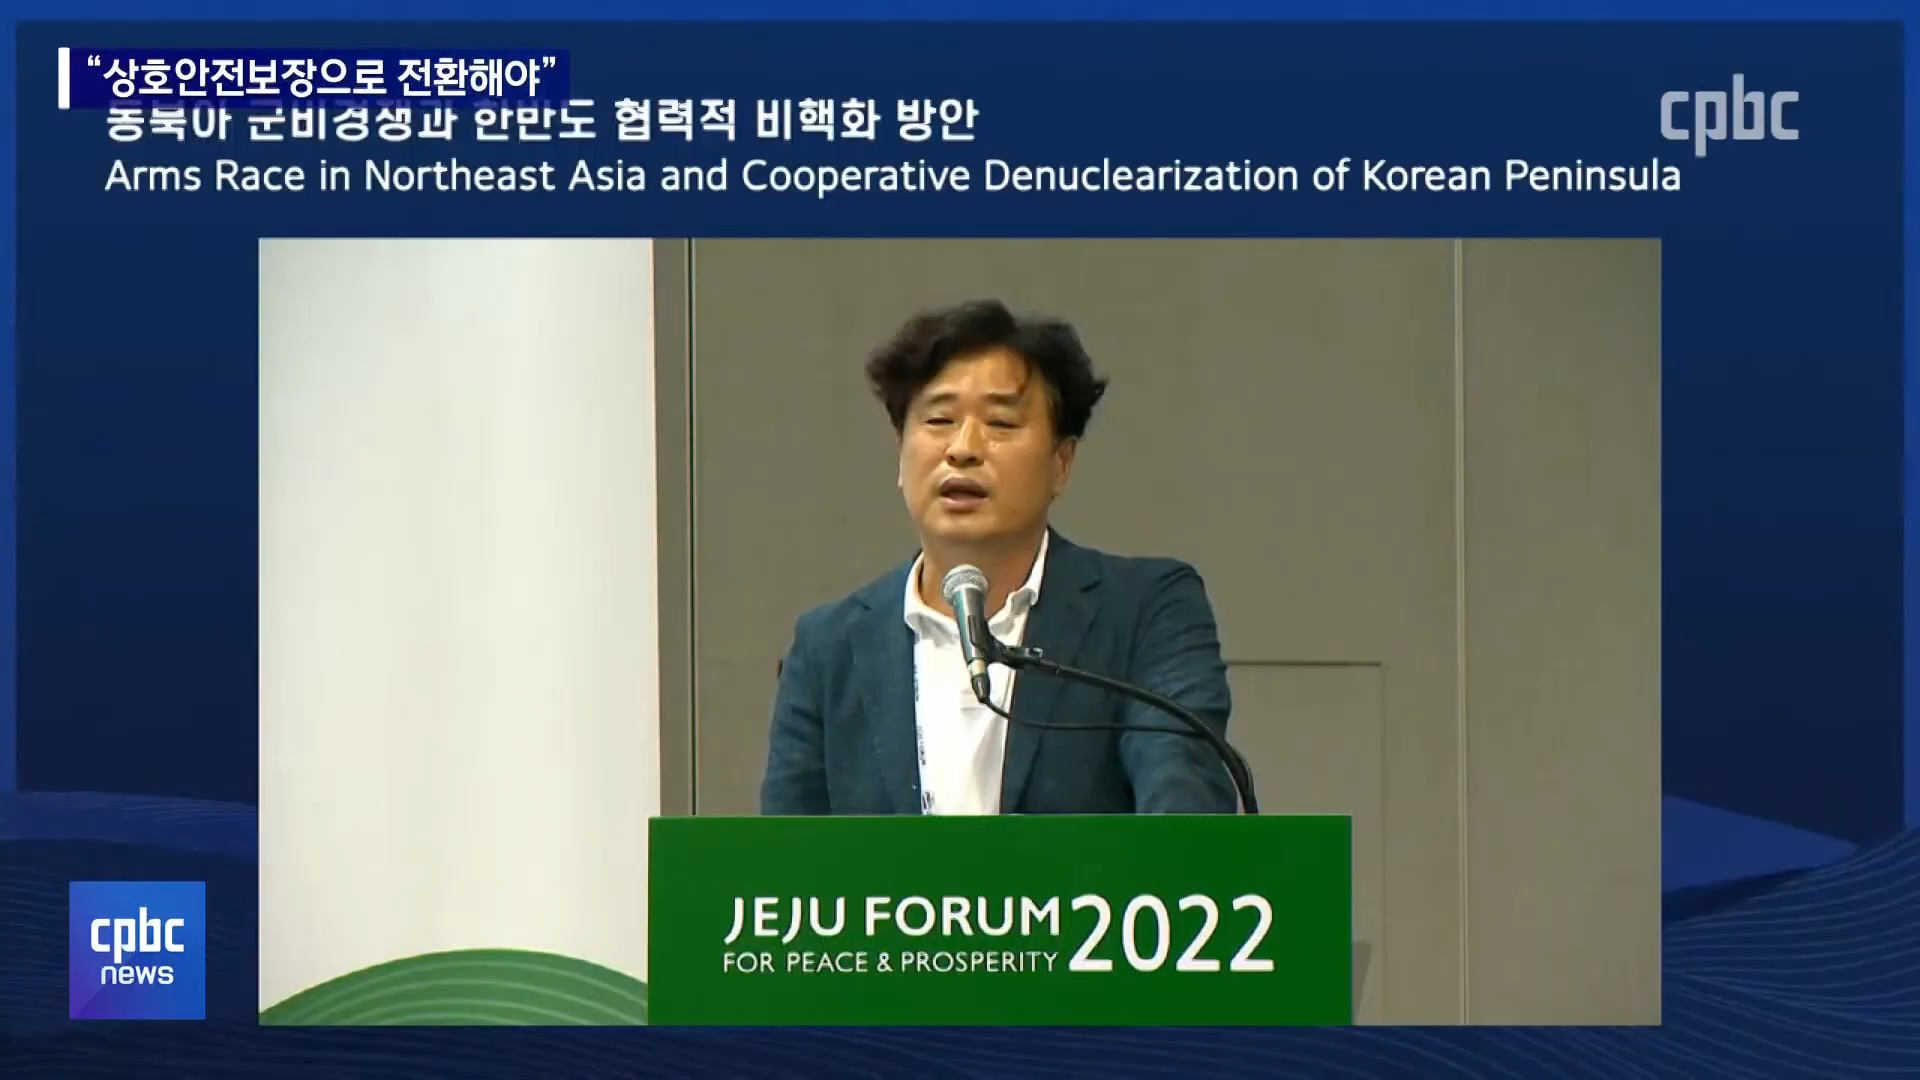 “상호안전보장으로 전환해야”
동북아 군비경쟁과 한반도 협력적 비핵화 방안
Arms Race in Northeast Asia and Cooperative Denuclearization of Korean Peninsula
cpbc
JEJU FORUM 2022
FOR PEACE & PROSPERITY
cpbc
news